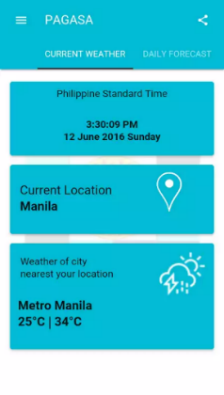 PAGASA
CURRENT WEATHER
DAILY FORECAST
Philippine Standard Time
3:30:09 PM
12 June 2016 Sunday
Current Location
Manila
Weather of city
nearest your location
Metro Manila
25°C | 34°C